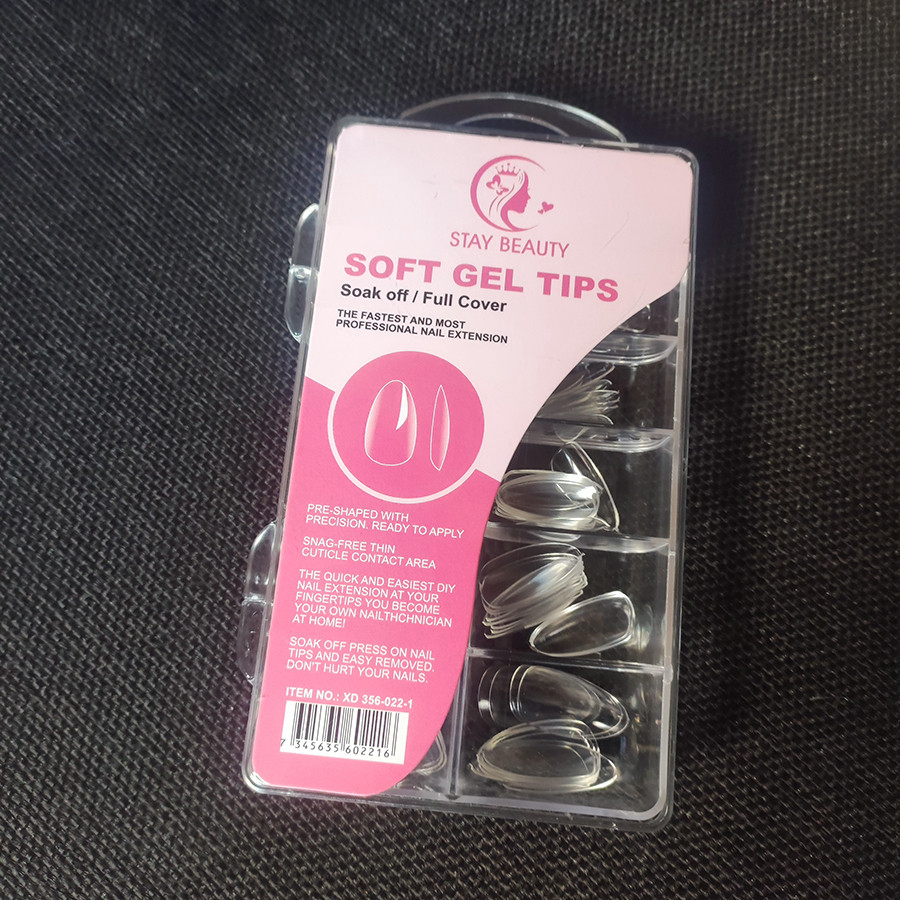 STAY BEAUTY
SOFT GEL TIPS
Soak off / Full Cover
THE FASTEST AND MOST
PROFESSIONAL NAIL EXTENSION
PRE-SHAPED WITH
PRECISION. READY TO APPLY
SNAG-FREE THIN
CUTICLE CONTACT AREA
THE QUICK AND EASIEST DIY
NAIL EXTENSION AT YOUR
FINGERTIPS YOU BECOME
YOUR OWN NAILTHCHNICIAN
AT HOME!
SOAK OFF PRESS ON NAIL
TIPS AND EASY REMOVED.
DON'T HURT YOUR NAILS.
ITEM NO.: XD 356-022-1
7 345635 602216